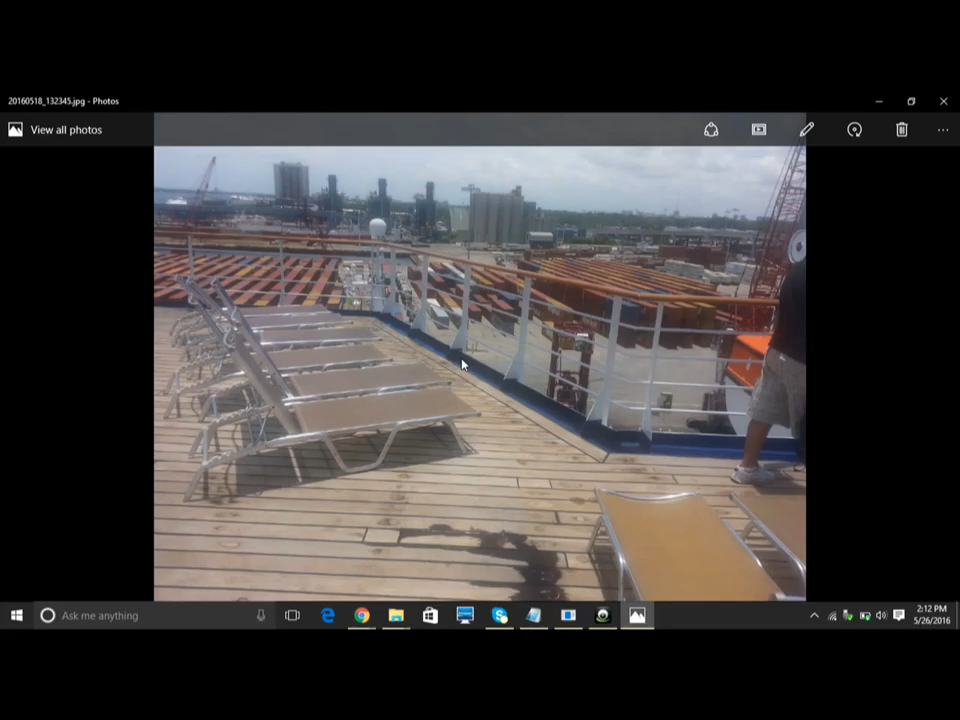 20160518_132345.jpg - Photos
View all photos
Ask me anything
2:12 PM
5/26/2016